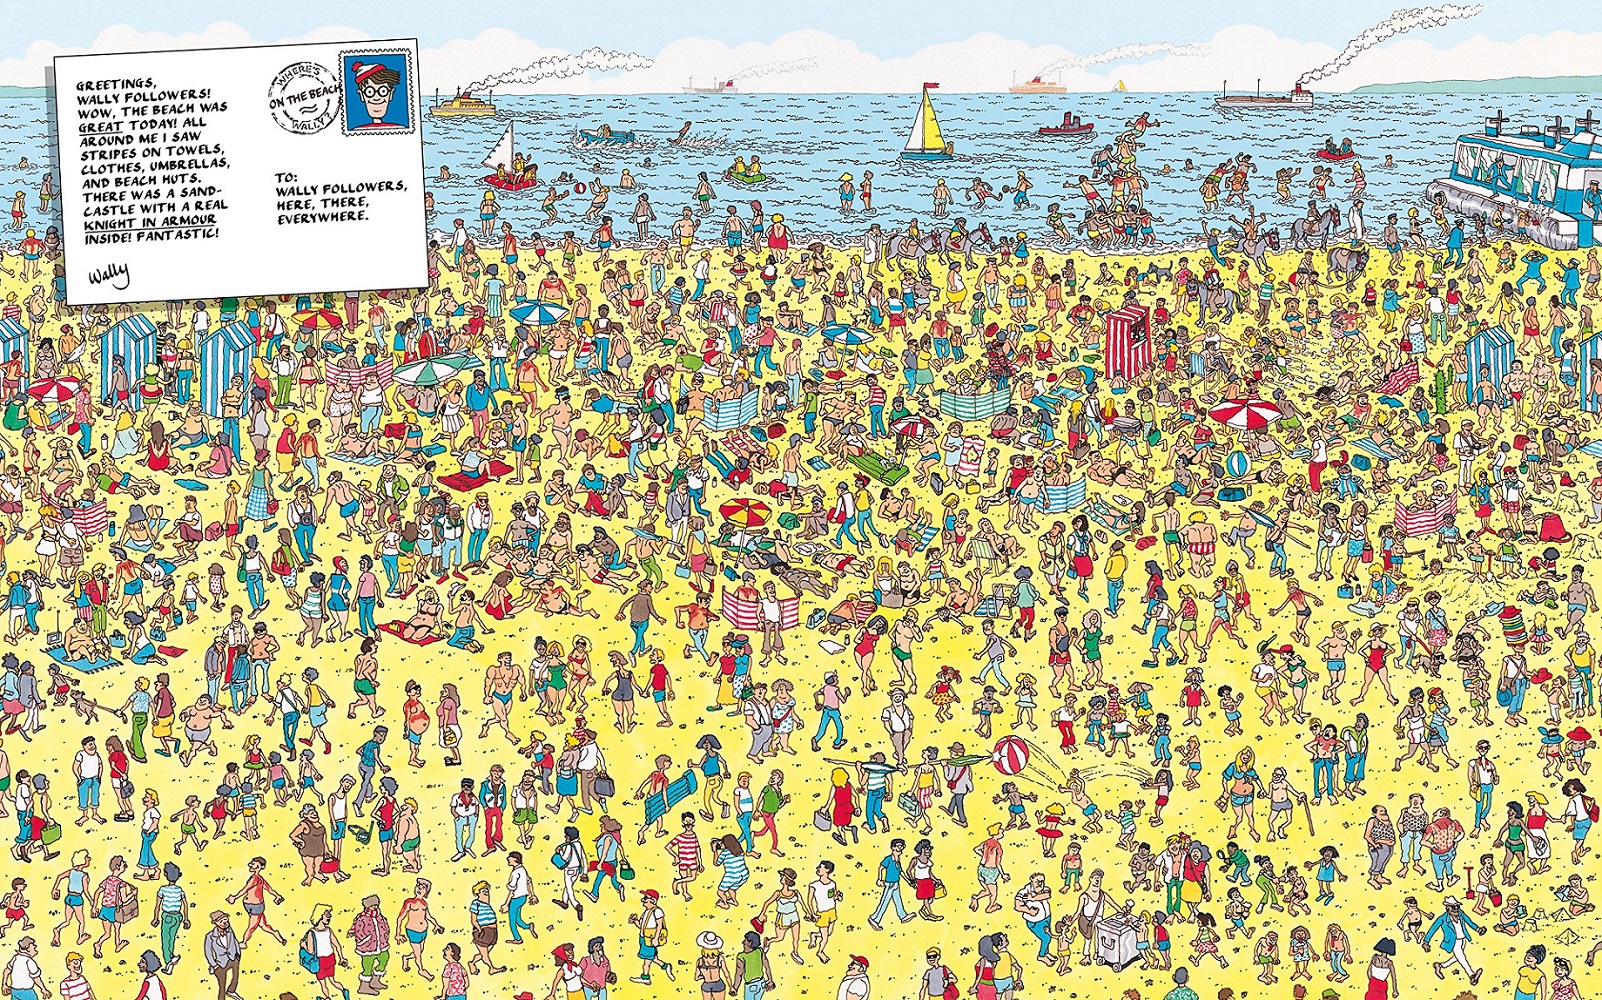 GREETINGS,
WALLY FOLLOWERS!
WOW, THE BEACH WAS
GREAT TODAY! ALL
AROUND ME I SAW
STRIPES ON TOWELS,
CLOTHES, UMBRELLAS,
AND BEACH HUTS.
THERE WAS A SAND-
CASTLE WITH A REAL
KNIGHT IN ARMOUR
INSIDE! FANTASTIC!
Wally
WHERE'S
ON THE BEACH
WALLY?
TO:
WALLY FOLLOWERS,
HERE, THERE,
EVERYWHERE.